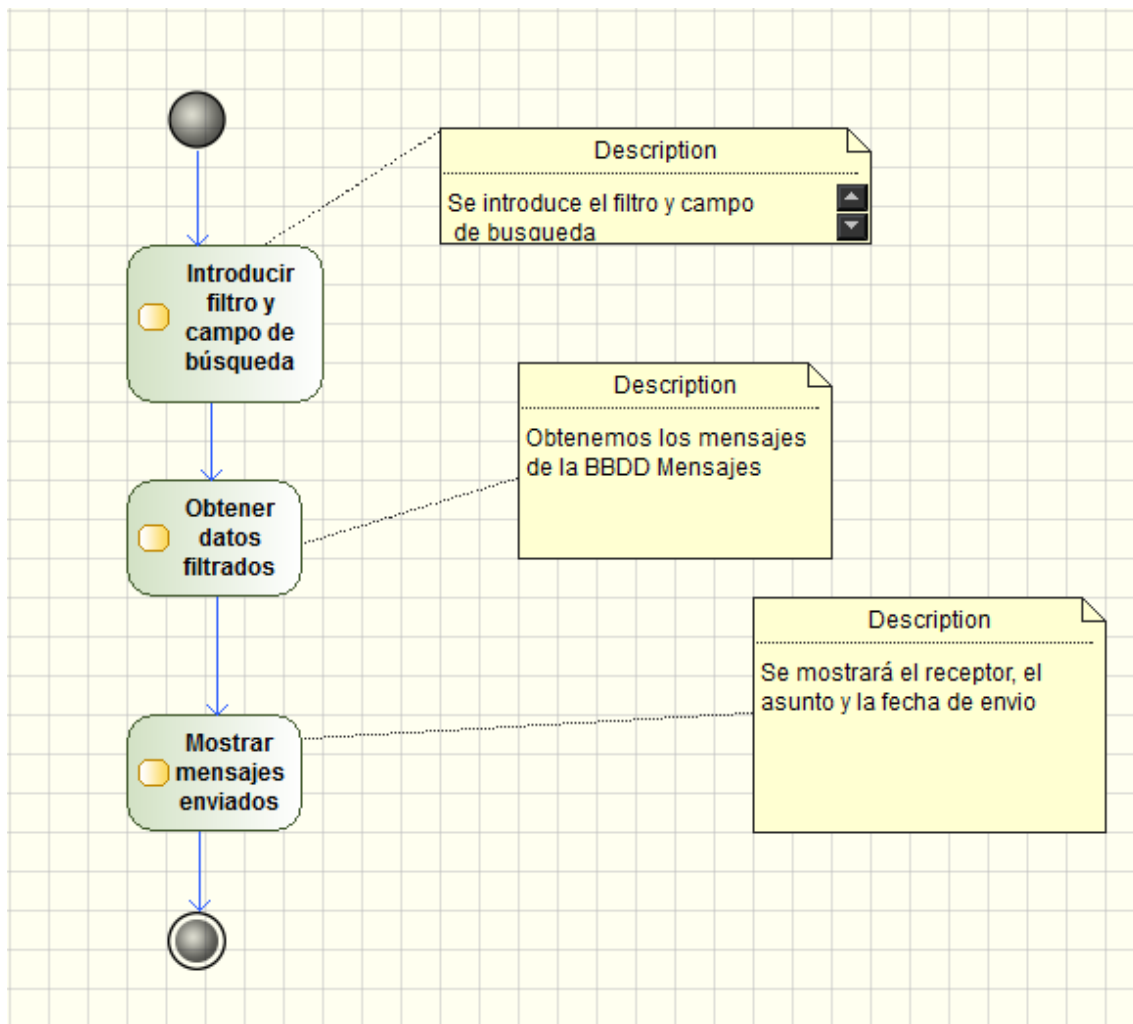 Description
Se introduce el filtro y campo
de busqueda
Introducir
filtro y
campo de
búsqueda
Description
Obtenemos los mensajes
de la BBDD Mensajes
Obtener
datos
filtrados
Description
Se mostrará el receptor, el
asunto y la fecha de envio
Mostrar
mensajes
enviados